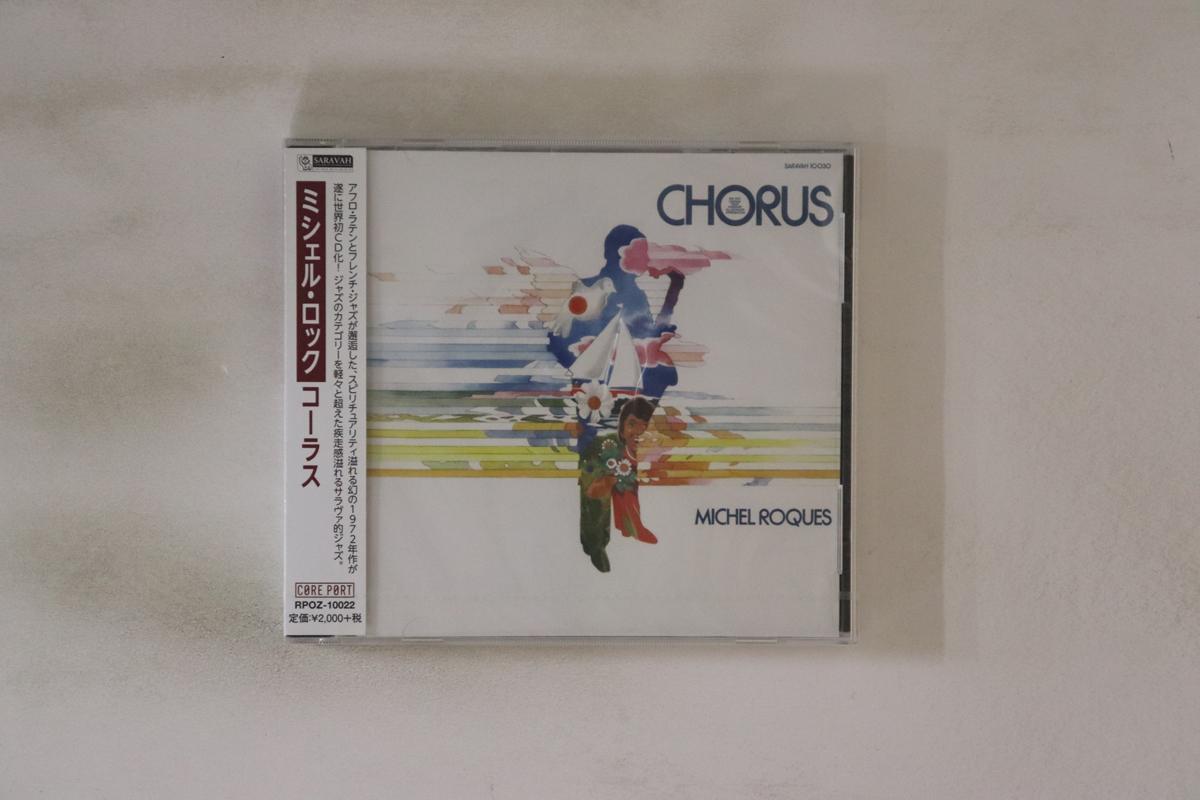 SARAVAH
ミシェル・ロック コーラス
アフロ・ラテンとフレンチ・ジャズが邂逅した、スピリチュアリティ溢れる幻の1972年作が
遂に世界初CD化! ジャズのカテゴリーを軽々と超えた疾走感溢れるサラヴァ的ジャズ。
CORE PORT
RPOZ-10022
定価:¥2,000+税
SARAVAH 10030
CHORUS
MICHEL ROQUES